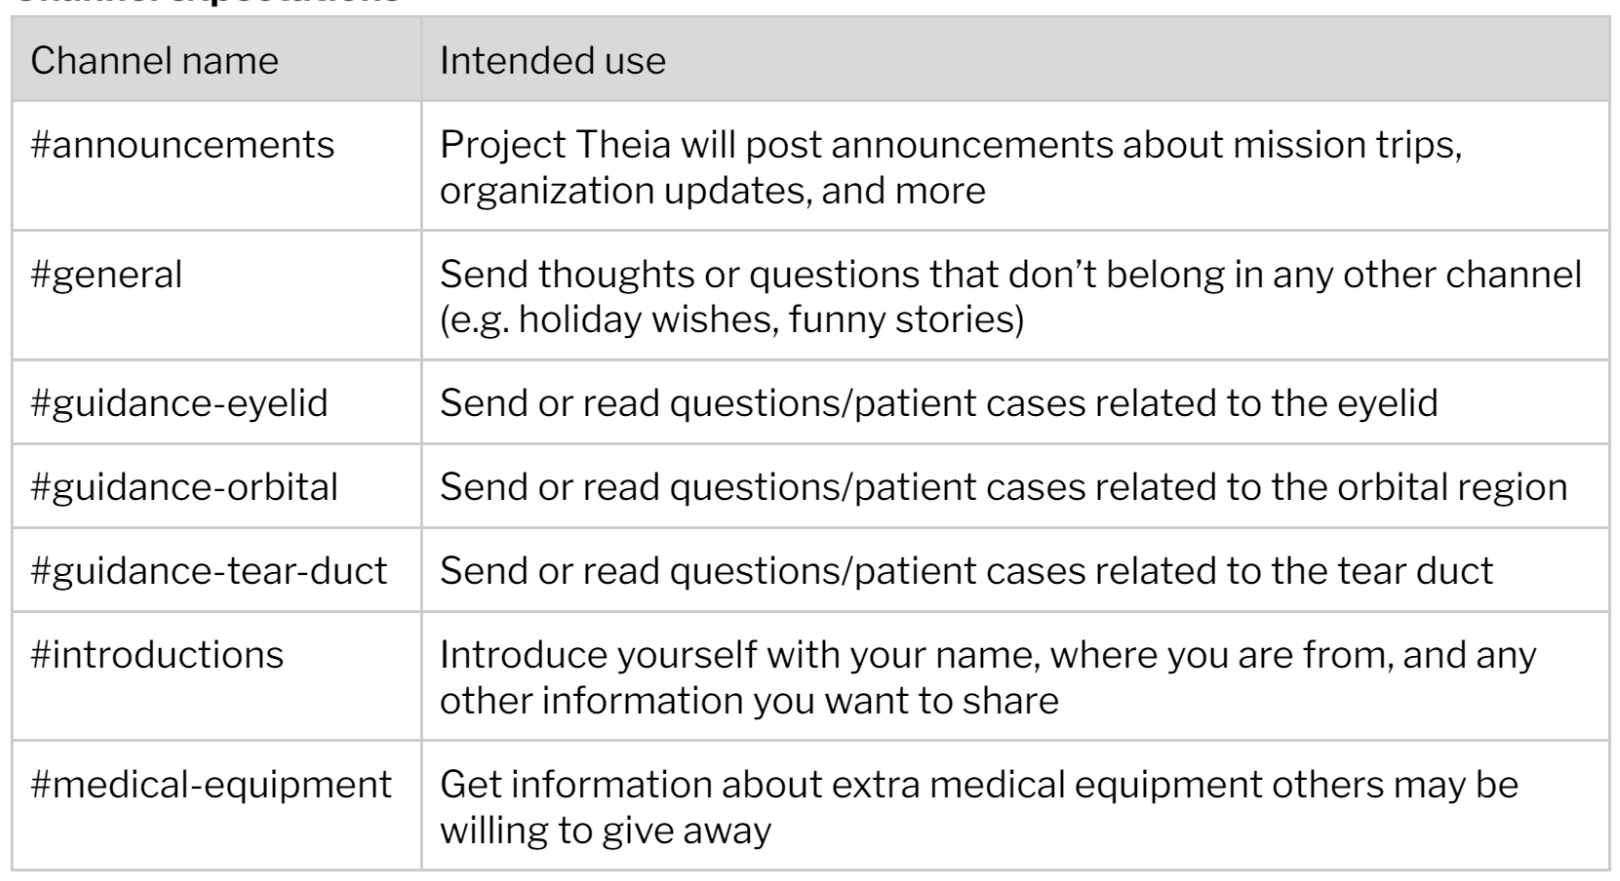 Channel name Intended use
#announcements Project Theia will post announcements about mission trips,
organization updates, and more
#general Send thoughts or questions that don’t belong in any other channel
(e.g. holiday wishes, funny stories)
#guidance-eyelid Send or read questions/patient cases related to the eyelid
#guidance-orbital Send or read questions/patient cases related to the orbital region
#guidance-tear-duct Send or read questions/patient cases related to the tear duct
#introductions Introduce yourself with your name, where you are from, and any
other information you want to share
#medical-equipment Get information about extra medical equipment others may be
willing to give away